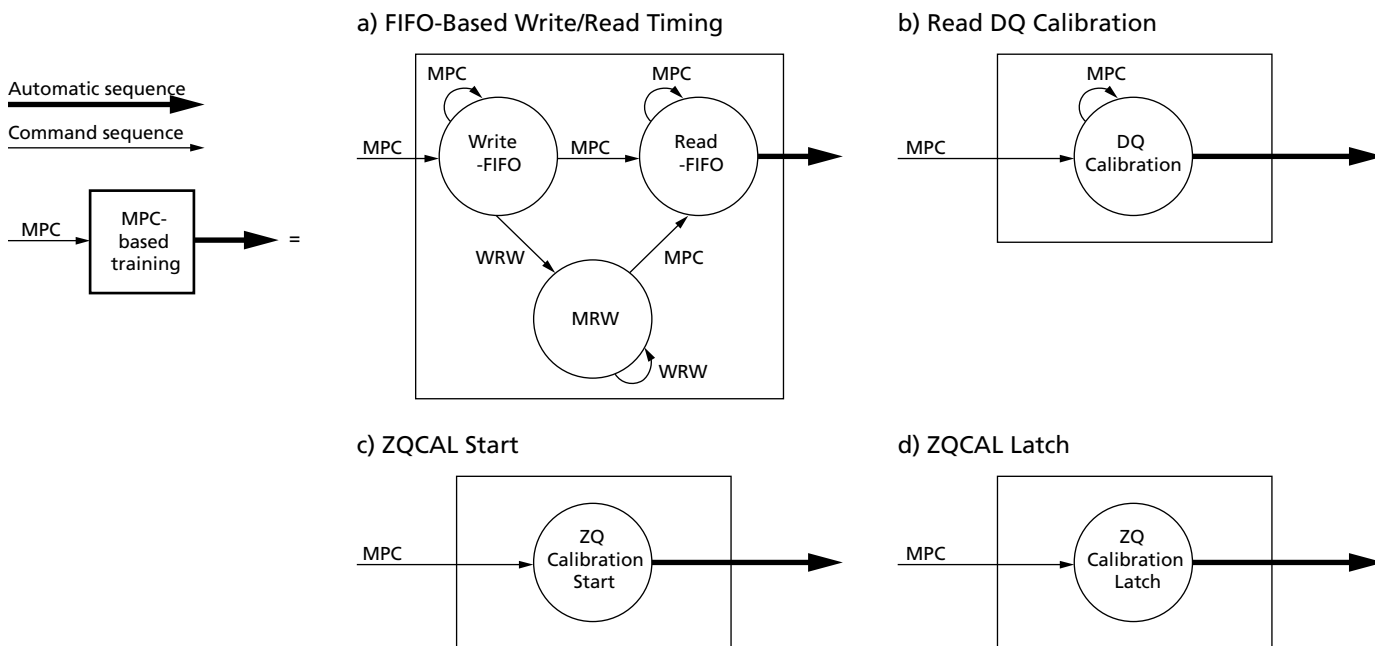 Automatic sequence
Command sequence
MPC
MPC-
based
training
=
a) FIFO-Based Write/Read Timing
MPC
MPC
MPC
Write
-FIFO
MPC
Read
-FIFO
WRW
MPC
MRW
WRW
b) Read DQ Calibration
MPC
MPC
DQ
Calibration
c) ZQCAL Start
MPC
ZQ
Calibration
Start
d) ZQCAL Latch
MPC
ZQ
Calibration
Latch